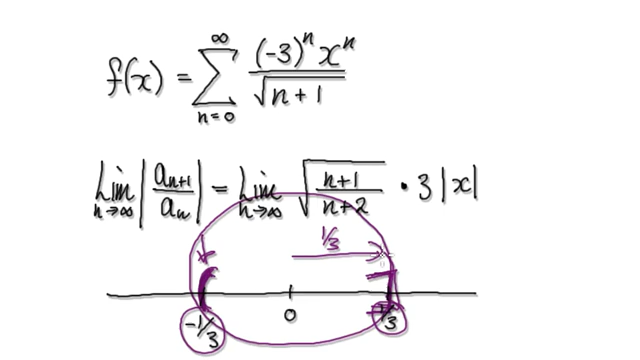 f(x) = ∑_{n=0}^{∞} (-3)^n x^n / √(n+1)
Lim_{n→∞} |a_{n+1}/a_n| = Lim_{n→∞} √((n+1)/(n+2)) · 3|x|
1/3
-1/3 0 1/3